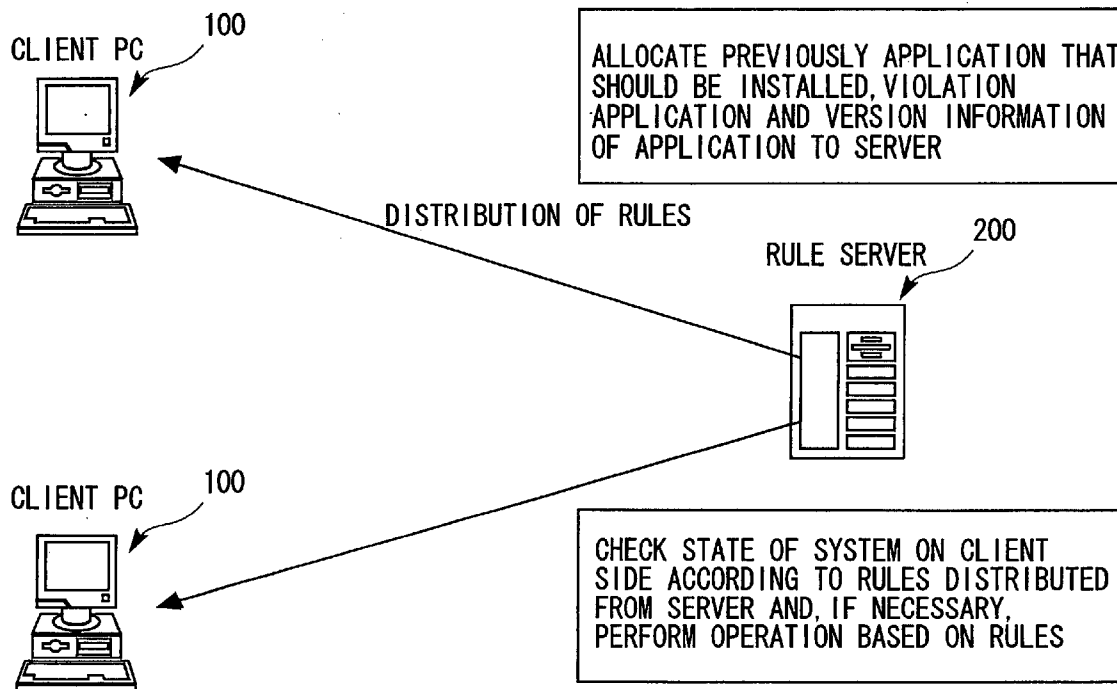 CLIENT PC
100
ALLOCATE PREVIOUSLY APPLICATION THAT
SHOULD BE INSTALLED, VIOLATION
APPLICATION AND VERSION INFORMATION
OF APPLICATION TO SERVER
DISTRIBUTION OF RULES
200
RULE SERVER
CLIENT PC
100
CHECK STATE OF SYSTEM ON CLIENT
SIDE ACCORDING TO RULES DISTRIBUTED
FROM SERVER AND, IF NECESSARY,
PERFORM OPERATION BASED ON RULES